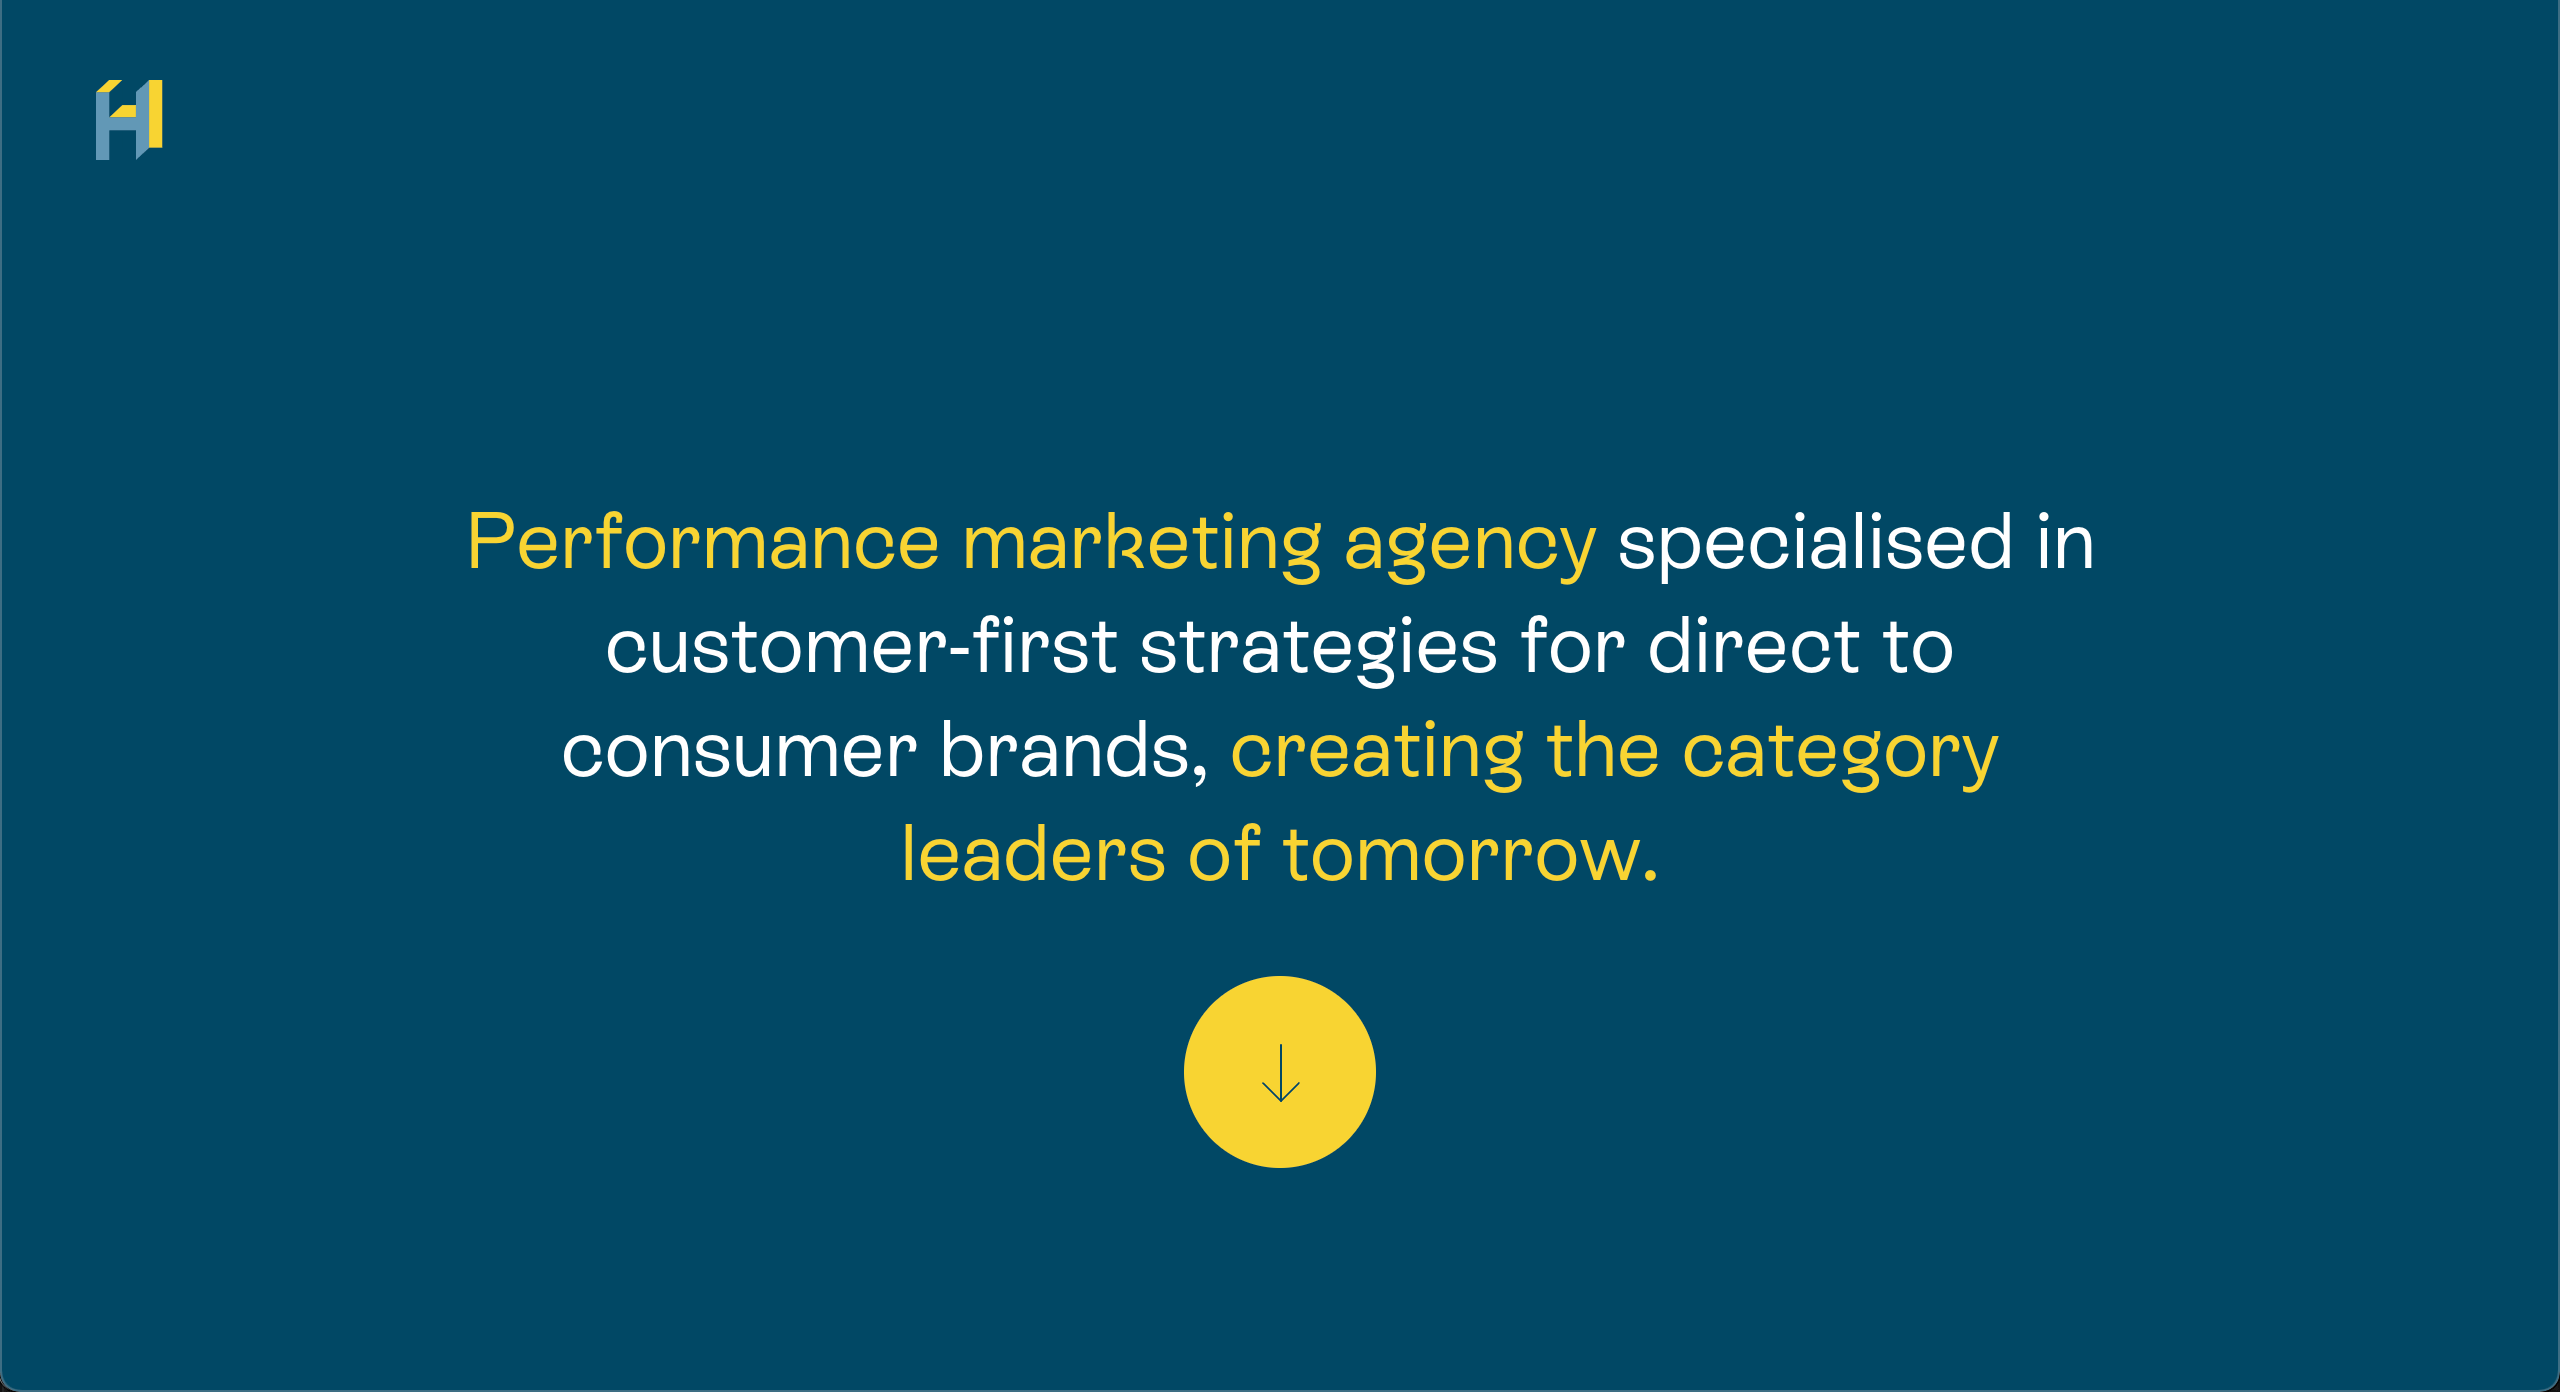 H
Performance marketing agency specialised in
customer-first strategies for direct to
consumer brands, creating the category
leaders of tomorrow.